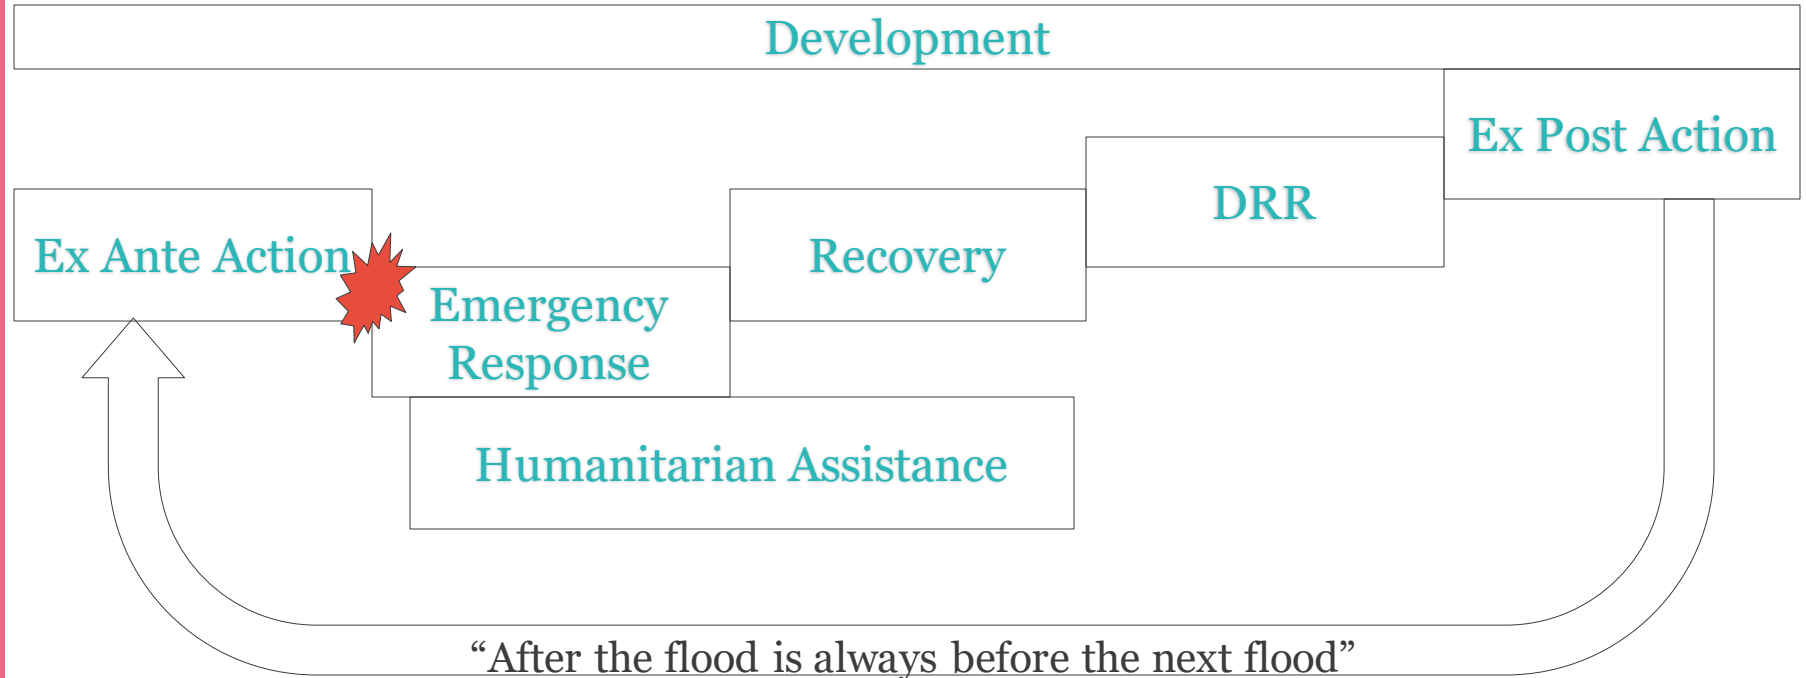 Development
Ex Post Action
DRR
Ex Ante Action
Recovery
Emergency
Response
Humanitarian Assistance
“After the flood is always before the next flood”